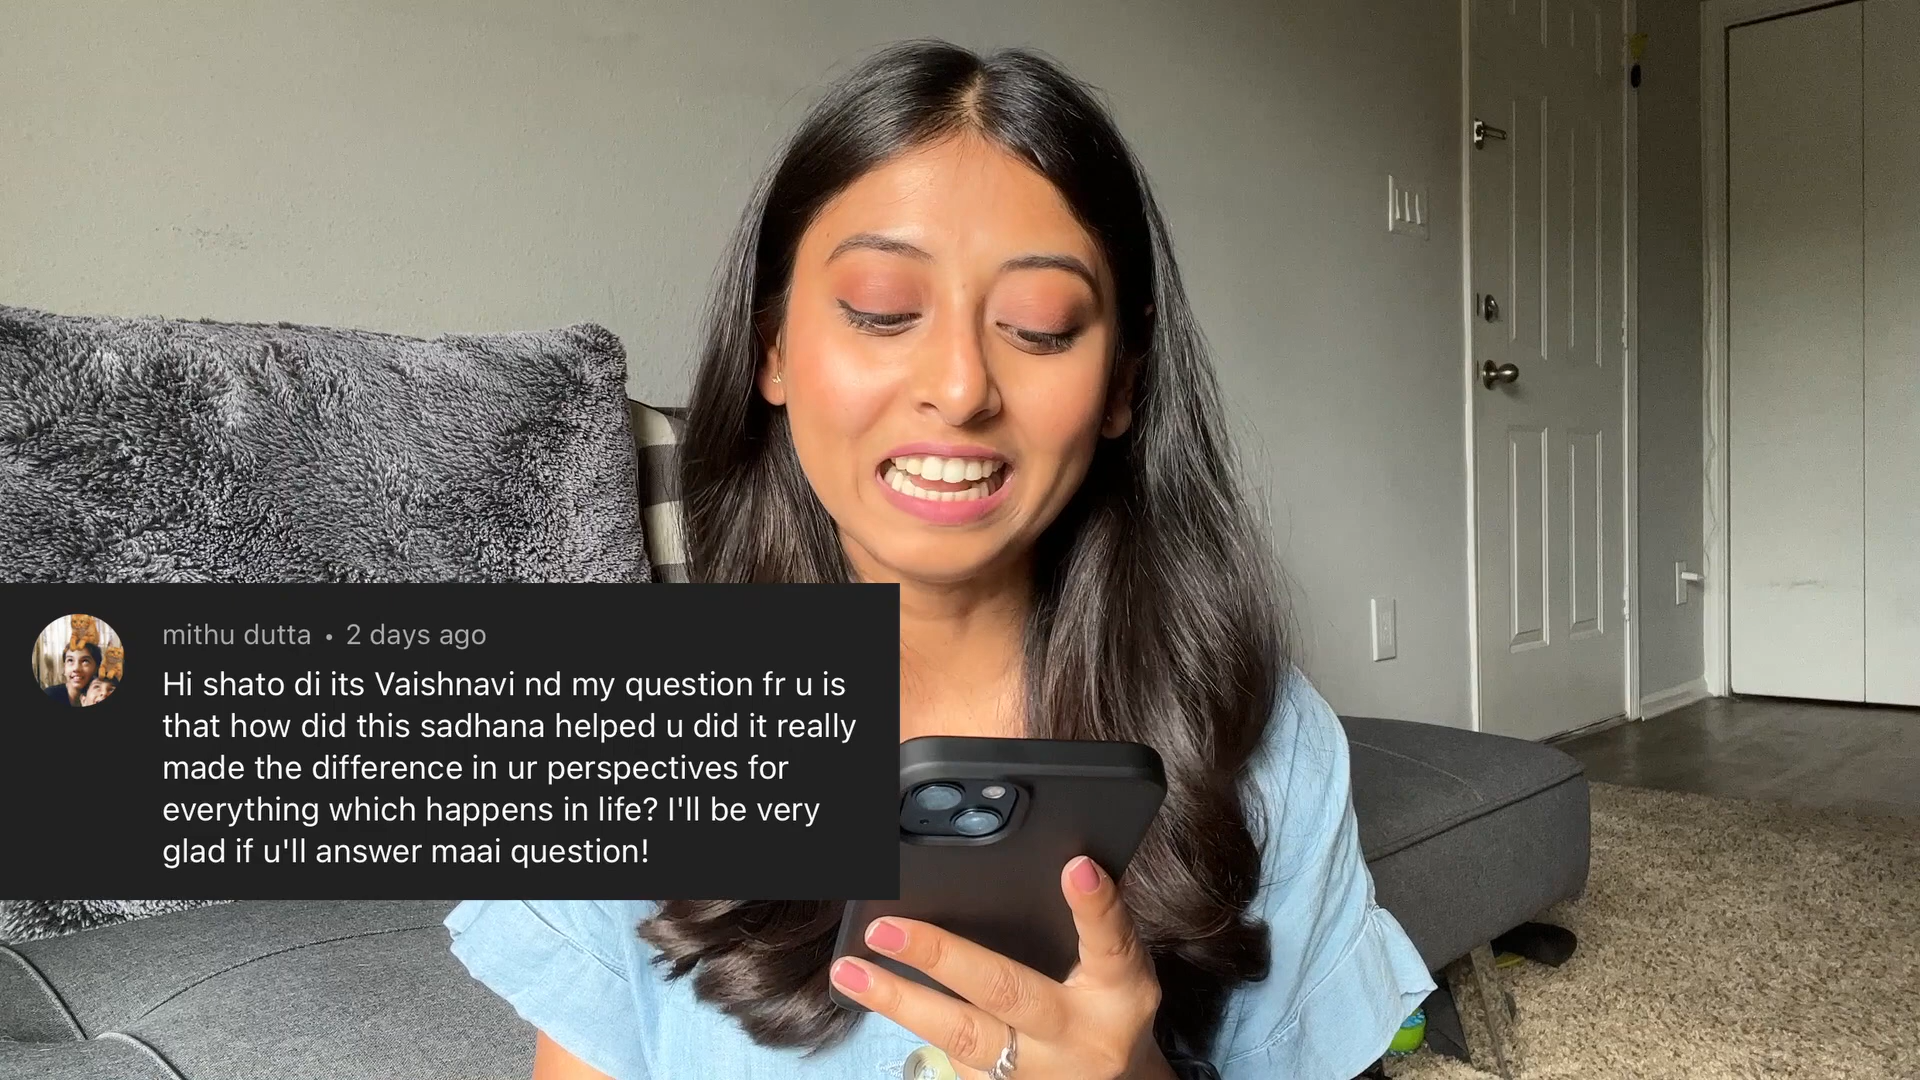 mithu dutta • 2 days ago
Hi shato di its Vaishnavi nd my question fr u is
that how did this sadhana helped u did it really
made the difference in ur perspectives for
everything which happens in life? I'll be very
glad if u'll answer maai question!